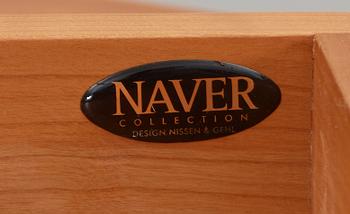 NAVER
COLLECTION
DESIGN NISSEN & GEHL